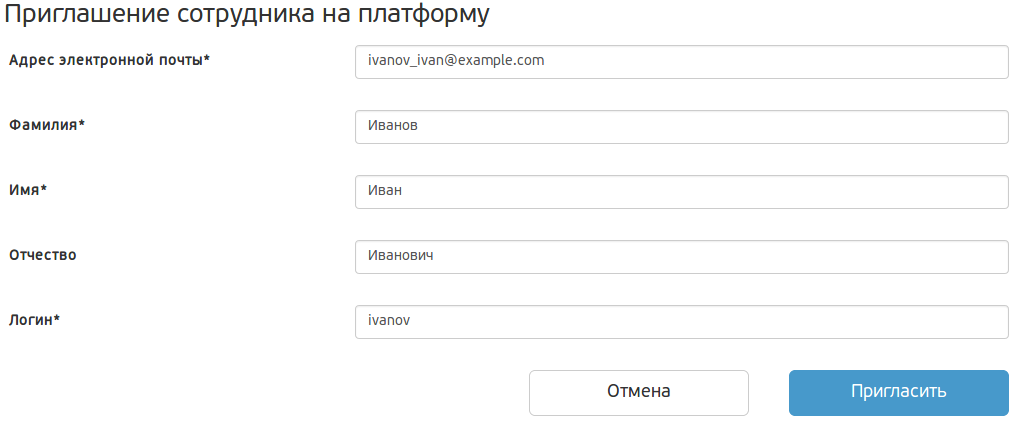 Приглашение сотрудника на платформу
Адрес электронной почты* ivanov_ivan@example.com
Фамилия* Иванов
Имя* Иван
Отчество Иванович
Логин* ivanov
Отмена Пригласить